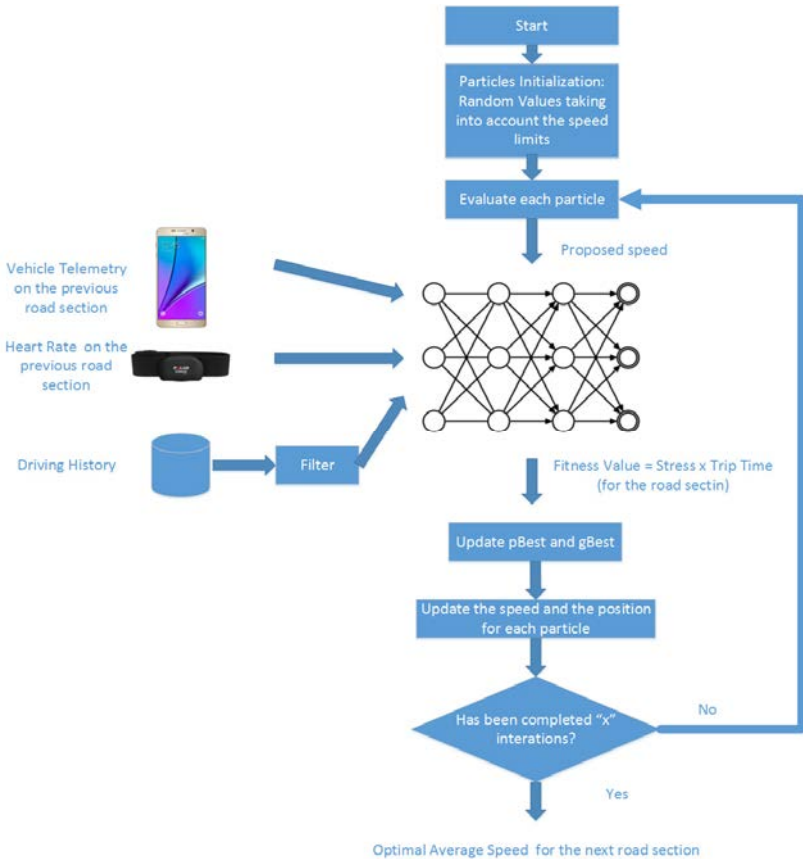 Start
Particles Initialization:
Random Values taking
into account the speed
limits
Evaluate each particle
Proposed speed
Vehicle Telemetry
on the previous
road section
Heart Rate on the
previous road
section
Driving History
Filter
Fitness Value = Stress x Trip Time
(for the road sectin)
Update pBest and gBest
Update the speed and the position
for each particle
Has been completed “x”
interations?
No
Yes
Optimal Average Speed for the next road section